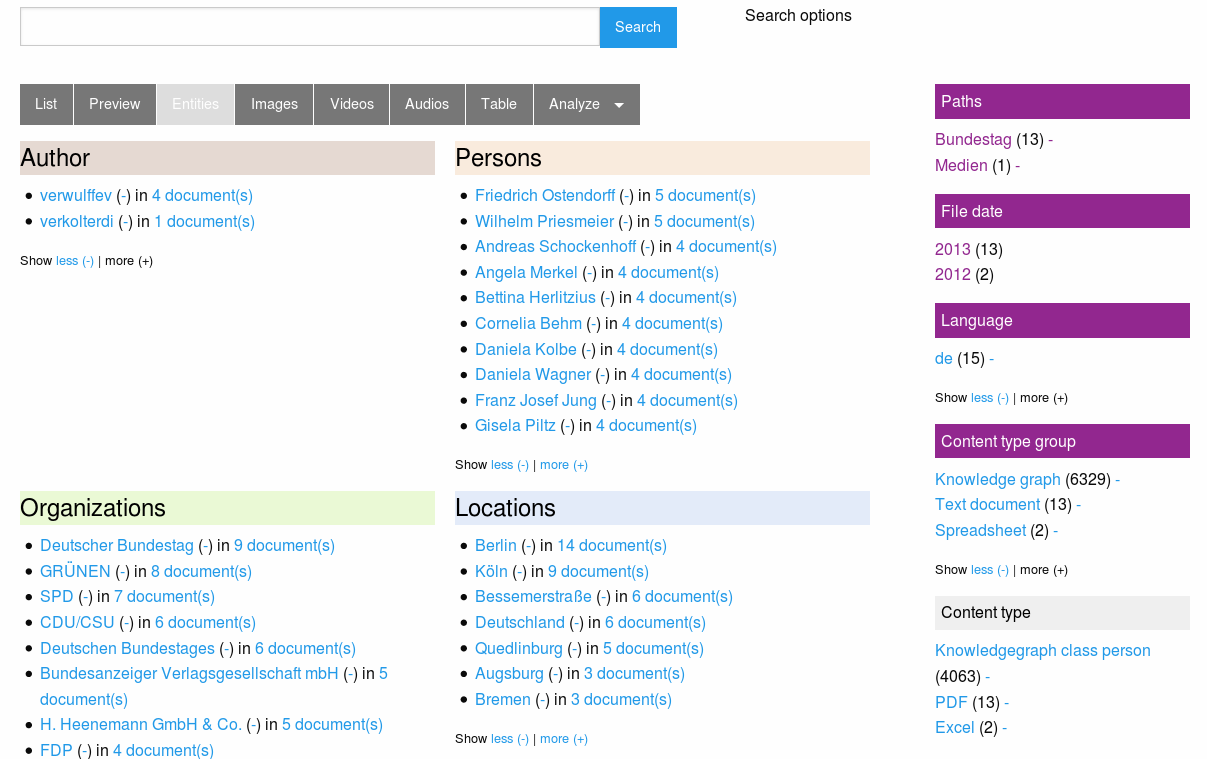 Search
Search options
List
Preview
Entities
Images
Videos
Audios
Table
Analyze
Author
verwulffev (-) in 4 document(s)
verkolterdi (-) in 1 document(s)
Show less (-) | more (+)
Persons
Friedrich Ostendorff (-) in 5 document(s)
Wilhelm Priesmeier (-) in 5 document(s)
Andreas Schockenhoff (-) in 4 document(s)
Angela Merkel (-) in 4 document(s)
Bettina Herlitzius (-) in 4 document(s)
Cornelia Behm (-) in 4 document(s)
Daniela Kolbe (-) in 4 document(s)
Daniela Wagner (-) in 4 document(s)
Franz Josef Jung (-) in 4 document(s)
Gisela Piltz (-) in 4 document(s)
Show less (-) | more (+)
Organizations
Deutscher Bundestag (-) in 9 document(s)
GRÜNEN (-) in 8 document(s)
SPD (-) in 7 document(s)
CDU/CSU (-) in 6 document(s)
Deutschen Bundestages (-) in 6 document(s)
Bundesanzeiger Verlagsgesellschaft mbH (-) in 5
document(s)
H. Heenemann GmbH & Co. (-) in 5 document(s)
FDP (-) in 4 document(s)
Locations
Berlin (-) in 14 document(s)
Köln (-) in 9 document(s)
Bessemerstraße (-) in 6 document(s)
Deutschland (-) in 6 document(s)
Quedlinburg (-) in 5 document(s)
Augsburg (-) in 3 document(s)
Bremen (-) in 3 document(s)
Show less (-) | more (+)
Paths
Bundestag (13) -
Medien (1) -
File date
2013 (13)
2012 (2)
Language
de (15) -
Show less (-) | more (+)
Content type group
Knowledge graph (6329) -
Text document (13) -
Spreadsheet (2) -
Show less (-) | more (+)
Content type
Knowledgegraph class person
(4063) -
PDF (13) -
Excel (2) -